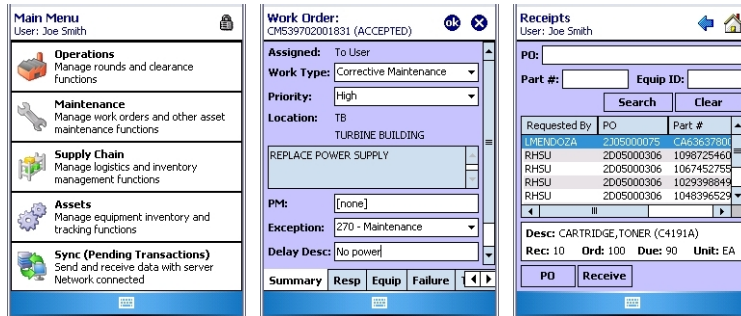 Main Menu
User: Joe Smith
Operations
Manage rounds and clearance
functions
Maintenance
Manage work orders and other asset
maintenance functions
Supply Chain
Manage logistics and inventory
management functions
Assets
Manage equipment inventory and
tracking functions
Sync (Pending Transactions)
Send and receive data with server
Network connected
Work Order:
CM539702001831 (ACCEPTED)
ok
Assigned: To User
Work Type: Corrective Maintenance
Priority: High
Location: TB
TURBINE BUILDING
REPLACE POWER SUPPLY
PM: [none]
Exception: 270 - Maintenance
Delay Desc: No power
Summary Resp Equip Failure
Receipts
User: Joe Smith
PO:
Part #: Equip ID:
Search Clear
Requested By PO Part #
LMENDOZA 2J05000075 CA63637800
RHSU 2D05000306 1098725460
RHSU 2D05000306 1067452755
RHSU 2D05000306 1029398849
RHSU 2D05000306 1048396529
Desc: CARTRIDGE,TONER (C4191A)
Rec: 10 Ord: 100 Due: 90 Unit: EA
PO Receive